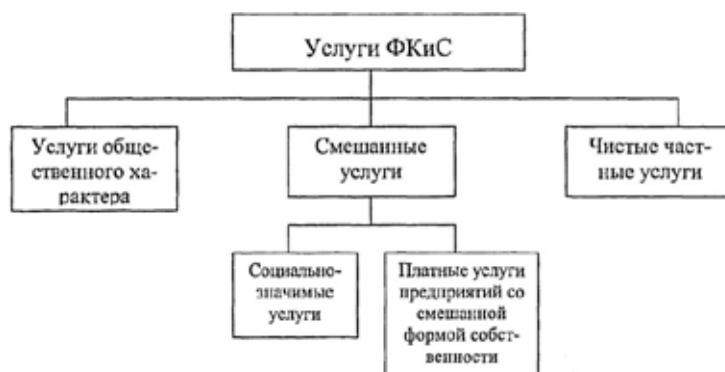 Услуги ФКиС
Услуги обще-
ственного ха-
рактера
Смешанные
услуги
Чистые част-
ные услуги
Социально-
значимые
услуги
Платные услуги
предприятий со
смешанной
формой собст-
венности